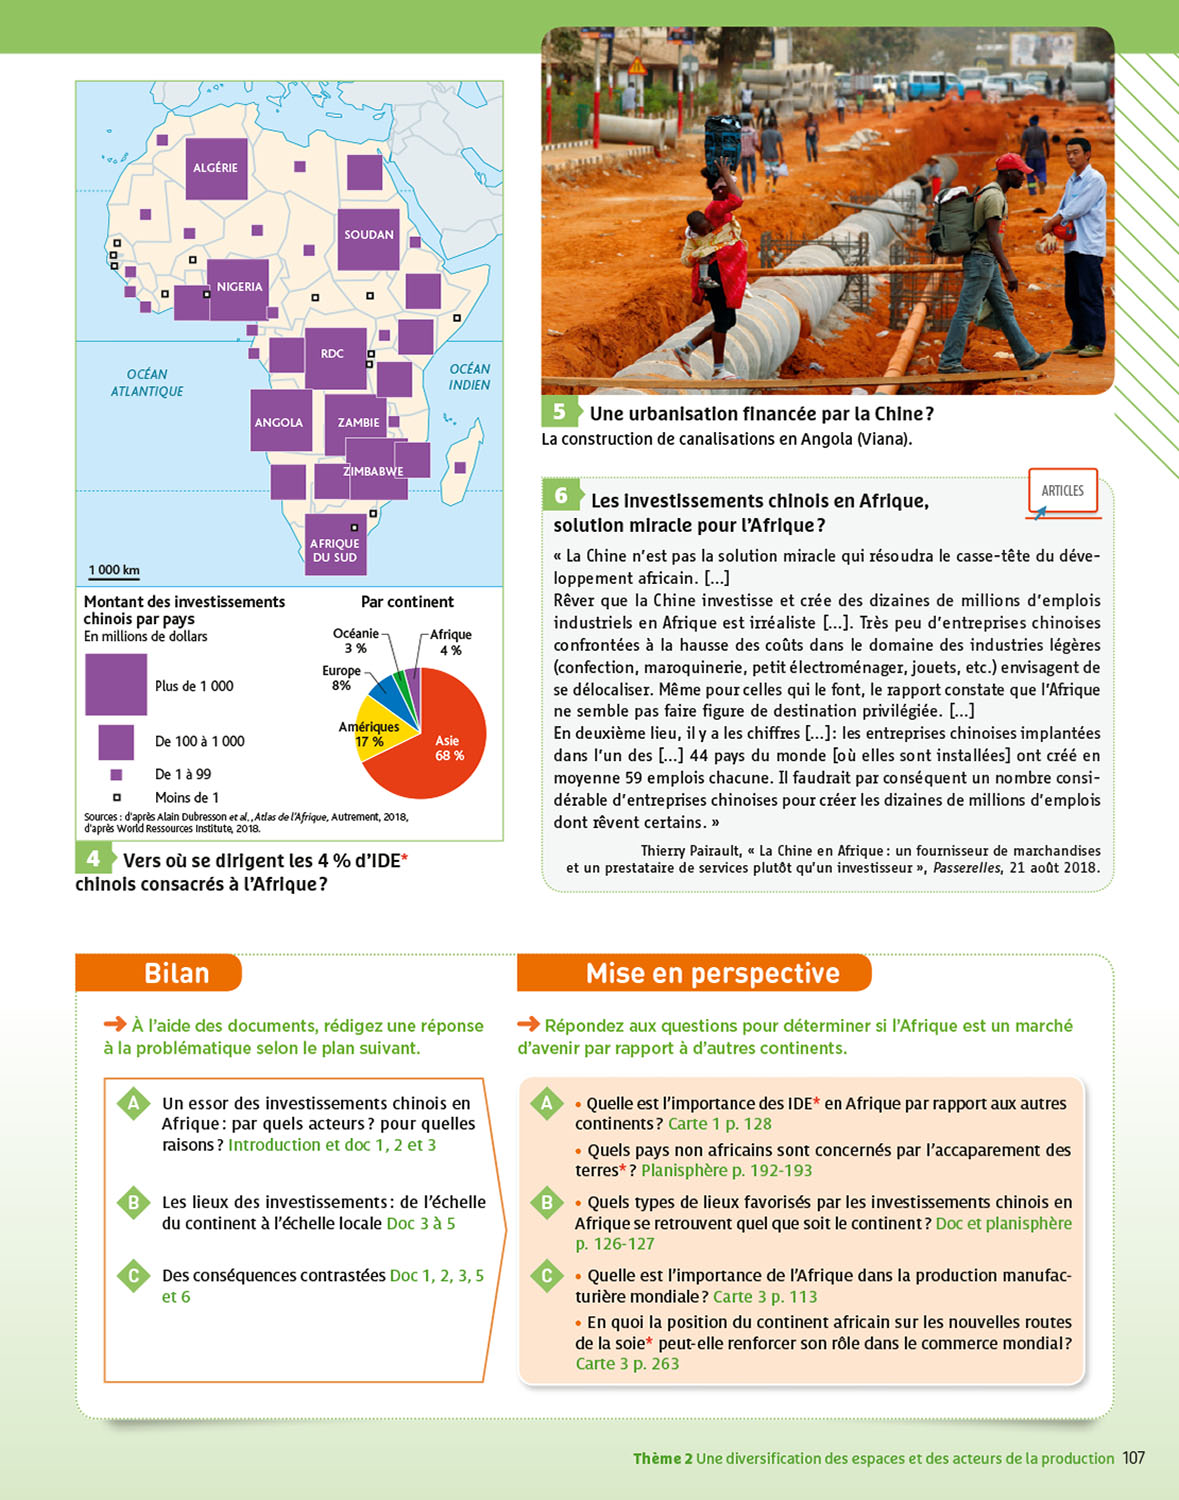 ALGÉRIE
SOUDAN
NIGERIA
RDC
OCÉAN
ATLANTIQUE
OCÉAN
INDIEN
ANGOLA
ZAMBIE
ZIMBABWE
AFRIQUE
DU SUD
1 000 km
Montant des investissements
chinois par pays
En millions de dollars
Plus de 1 000
De 100 à 1 000
De 1 à 99
Moins de 1
Par continent
Océanie
3 %
Afrique
4 %
Europe
8%
Amériques
17 %
Asie
68 %
Sources : d'après Alain Dubresson et al., Atlas de l'Afrique, Autrement, 2018,
d'après World Ressources Institute, 2018.
4 Vers où se dirigent les 4 % d'IDE*
chinois consacrés à l'Afrique ?
5 Une urbanisation financée par la Chine ?
La construction de canalisations en Angola (Viana).
ARTICLES
6 Les investissements chinois en Afrique,
solution miracle pour l'Afrique ?
« La Chine n'est pas la solution miracle qui résoudra le casse-tête du déve-
loppement africain. [...]
Rêver que la Chine investisse et crée des dizaines de millions d'emplois
industriels en Afrique est irréaliste [...]. Très peu d'entreprises chinoises
confrontées à la hausse des coûts dans le domaine des industries légères
(confection, maroquinerie, petit électroménager, jouets, etc.) envisagent de
se délocaliser. Même pour celles qui le font, le rapport constate que l'Afrique
ne semble pas faire figure de destination privilégiée. [...]
En deuxième lieu, il y a les chiffres [...] : les entreprises chinoises implantées
dans l'un des [...] 44 pays du monde [où elles sont installées] ont créé en
moyenne 59 emplois chacune. Il faudrait par conséquent un nombre consi-
dérable d'entreprises chinoises pour créer les dizaines de millions d'emplois
dont rêvent certains. »
Thierry Pairault, « La Chine en Afrique : un fournisseur de marchandises
et un prestataire de services plutôt qu'un investisseur », Passerelles, 21 août 2018.
Bilan
À l'aide des documents, rédigez une réponse
à la problématique selon le plan suivant.
A Un essor des investissements chinois en
Afrique : par quels acteurs ? pour quelles
raisons ? Introduction et doc 1, 2 et 3
B Les lieux des investissements : de l'échelle
du continent à l'échelle locale Doc 3 à 5
C Des conséquences contrastées Doc 1, 2, 3, 5
et 6
Mise en perspective
Répondez aux questions pour déterminer si l'Afrique est un marché
d'avenir par rapport à d'autres continents.
A • Quelle est l'importance des IDE* en Afrique par rapport aux autres
continents ? Carte 1 p. 128
• Quels pays non africains sont concernés par l'accaparement des
terres* ? Planisphère p. 192-193
B • Quels types de lieux favorisés par les investissements chinois en
Afrique se retrouvent quel que soit le continent ? Doc et planisphère
p. 126-127
C • Quelle est l'importance de l'Afrique dans la production manufac-
turière mondiale ? Carte 3 p. 113
• En quoi la position du continent africain sur les nouvelles routes
de la soie* peut-elle renforcer son rôle dans le commerce mondial ?
Carte 3 p. 263
Thème 2 Une diversification des espaces et des acteurs de la production 107